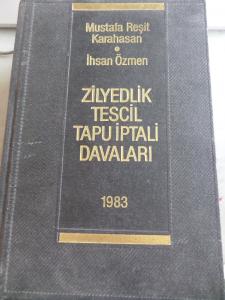 Mustafa Reşit
Karahasan
•
İhsan Özmen
ZİLYEDLİK
TESCİL
TAPU İPTALİ
DAVALARI
1983